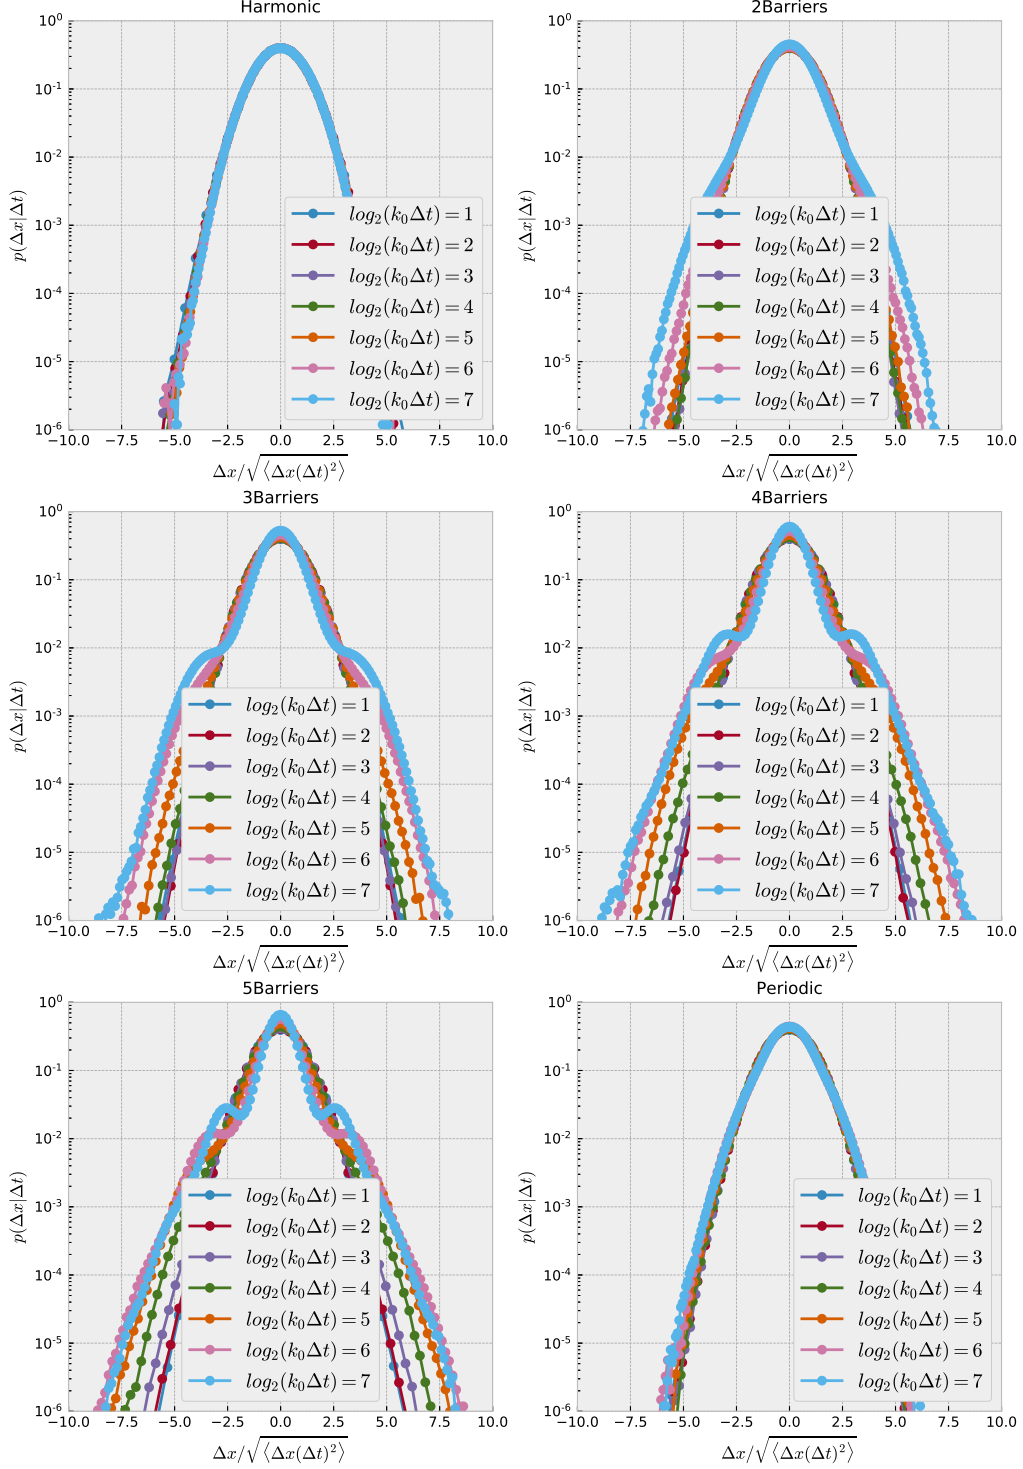 Harmonic
10⁰
10⁻¹
10⁻²
10⁻³
10⁻⁴
10⁻⁵
10⁻⁶
p(Δx|Δt)
log₂(k₀Δt) = 1
log₂(k₀Δt) = 2
log₂(k₀Δt) = 3
log₂(k₀Δt) = 4
log₂(k₀Δt) = 5
log₂(k₀Δt) = 6
log₂(k₀Δt) = 7
−10.0 −7.5 −5.0 −2.5 0.0 2.5 5.0 7.5 10.0
Δx/√⟨Δx(Δt)²⟩
2Barriers
10⁰
10⁻¹
10⁻²
10⁻³
10⁻⁴
10⁻⁵
10⁻⁶
p(Δx|Δt)
log₂(k₀Δt) = 1
log₂(k₀Δt) = 2
log₂(k₀Δt) = 3
log₂(k₀Δt) = 4
log₂(k₀Δt) = 5
log₂(k₀Δt) = 6
log₂(k₀Δt) = 7
−10.0 −7.5 −5.0 −2.5 0.0 2.5 5.0 7.5 10.0
Δx/√⟨Δx(Δt)²⟩
3Barriers
10⁰
10⁻¹
10⁻²
10⁻³
10⁻⁴
10⁻⁵
10⁻⁶
p(Δx|Δt)
log₂(k₀Δt) = 1
log₂(k₀Δt) = 2
log₂(k₀Δt) = 3
log₂(k₀Δt) = 4
log₂(k₀Δt) = 5
log₂(k₀Δt) = 6
log₂(k₀Δt) = 7
−10.0 −7.5 −5.0 −2.5 0.0 2.5 5.0 7.5 10.0
Δx/√⟨Δx(Δt)²⟩
4Barriers
10⁰
10⁻¹
10⁻²
10⁻³
10⁻⁴
10⁻⁵
10⁻⁶
p(Δx|Δt)
log₂(k₀Δt) = 1
log₂(k₀Δt) = 2
log₂(k₀Δt) = 3
log₂(k₀Δt) = 4
log₂(k₀Δt) = 5
log₂(k₀Δt) = 6
log₂(k₀Δt) = 7
−10.0 −7.5 −5.0 −2.5 0.0 2.5 5.0 7.5 10.0
Δx/√⟨Δx(Δt)²⟩
5Barriers
10⁰
10⁻¹
10⁻²
10⁻³
10⁻⁴
10⁻⁵
10⁻⁶
p(Δx|Δt)
log₂(k₀Δt) = 1
log₂(k₀Δt) = 2
log₂(k₀Δt) = 3
log₂(k₀Δt) = 4
log₂(k₀Δt) = 5
log₂(k₀Δt) = 6
log₂(k₀Δt) = 7
−10.0 −7.5 −5.0 −2.5 0.0 2.5 5.0 7.5 10.0
Δx/√⟨Δx(Δt)²⟩
Periodic
10⁰
10⁻¹
10⁻²
10⁻³
10⁻⁴
10⁻⁵
10⁻⁶
p(Δx|Δt)
log₂(k₀Δt) = 1
log₂(k₀Δt) = 2
log₂(k₀Δt) = 3
log₂(k₀Δt) = 4
log₂(k₀Δt) = 5
log₂(k₀Δt) = 6
log₂(k₀Δt) = 7
−10.0 −7.5 −5.0 −2.5 0.0 2.5 5.0 7.5 10.0
Δx/√⟨Δx(Δt)²⟩